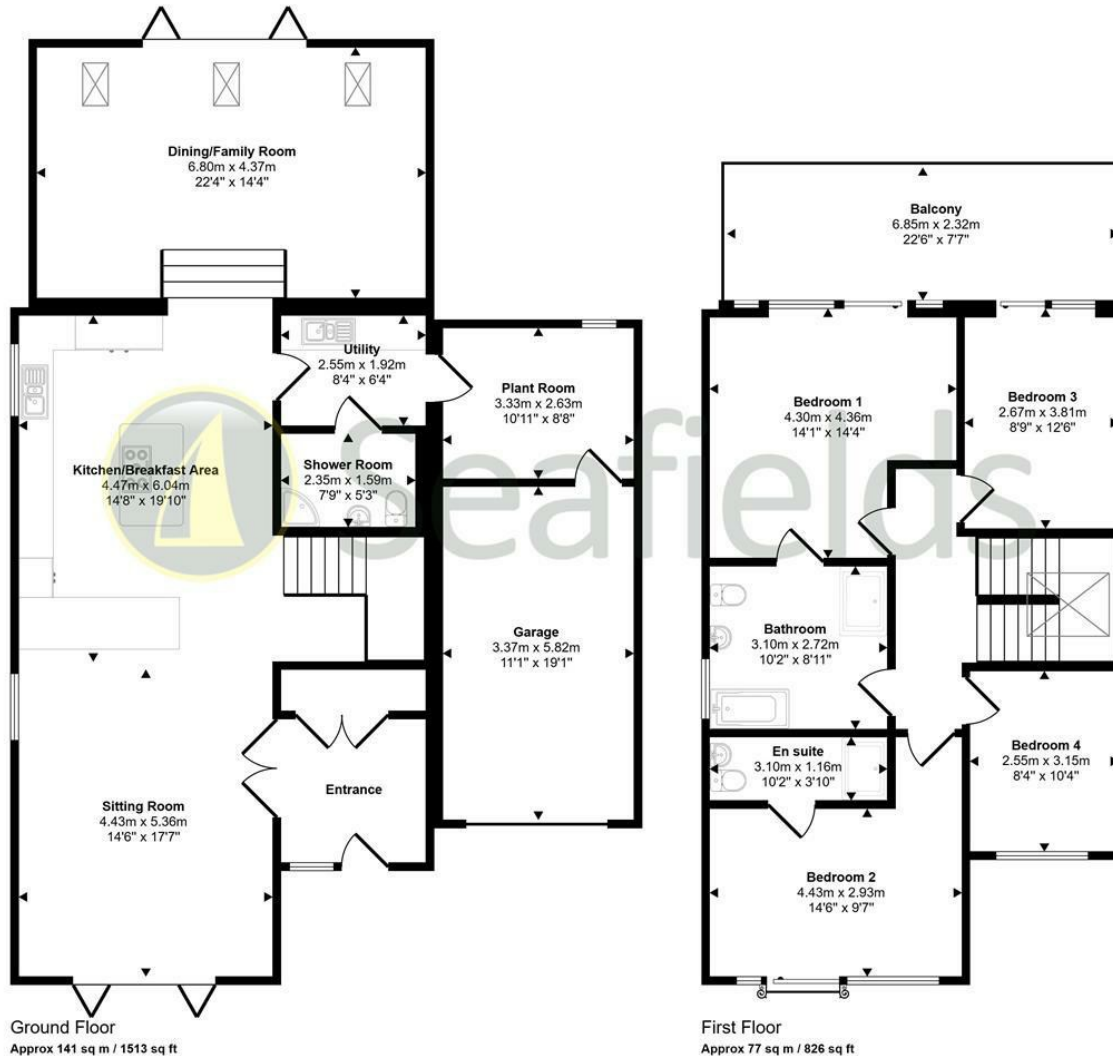 Dining/Family Room
6.80m x 4.37m
22'4" x 14'4"
Balcony
6.85m x 2.32m
22'6" x 7'7"
Utility
2.55m x 1.92m
8'4" x 6'4"
Plant Room
3.33m x 2.63m
10'11" x 8'8"
Bedroom 1
4.30m x 4.36m
14'1" x 14'4"
Bedroom 3
2.67m x 3.81m
8'9" x 12'6"
Kitchen/Breakfast Area
4.47m x 6.04m
14'8" x 19'10"
Shower Room
2.35m x 1.59m
7'9" x 5'3"
Seafields
Garage
3.37m x 5.82m
11'1" x 19'1"
Bathroom
3.10m x 2.72m
10'2" x 8'11"
En suite
3.10m x 1.16m
10'2" x 3'10"
Bedroom 4
2.55m x 3.15m
8'4" x 10'4"
Entrance
Sitting Room
4.43m x 5.36m
14'6" x 17'7"
Bedroom 2
4.43m x 2.93m
14'6" x 9'7"
Ground Floor
Approx 141 sq m / 1513 sq ft
First Floor
Approx 77 sq m / 826 sq ft